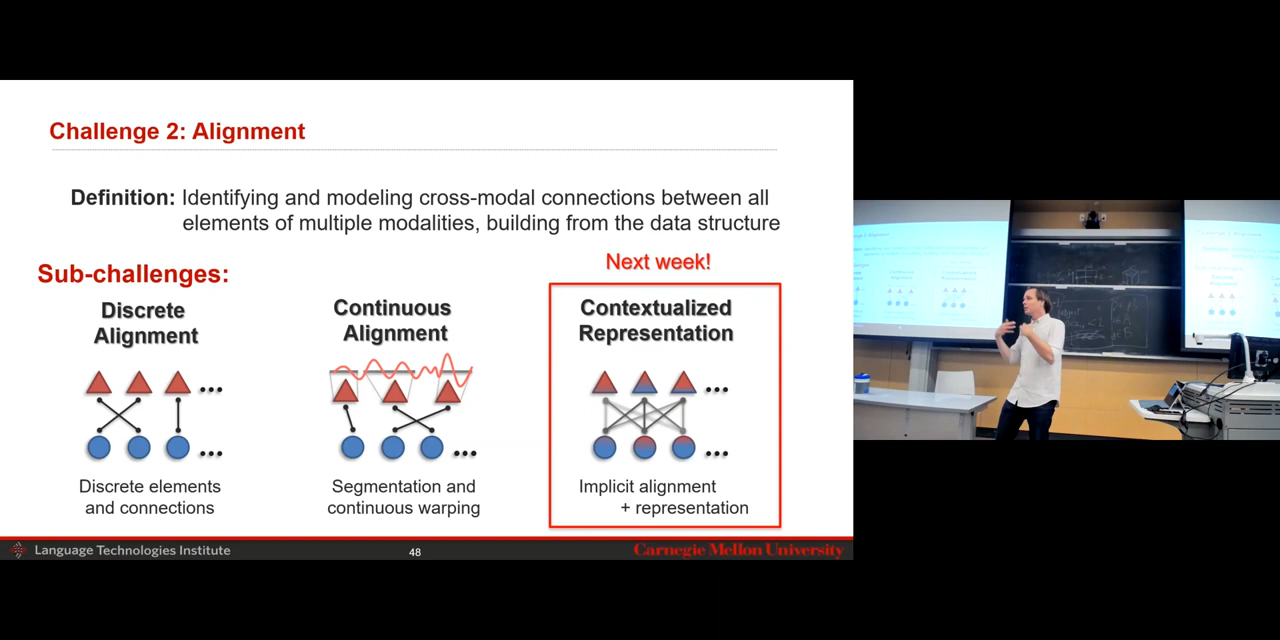 Challenge 2: Alignment
Definition: Identifying and modeling cross-modal connections between all
elements of multiple modalities, building from the data structure
Sub-challenges:
Next week!
Discrete
Alignment
Continuous
Alignment
Contextualized
Representation
Discrete elements
and connections
Segmentation and
continuous warping
Implicit alignment
+ representation
Language Technologies Institute
48
Carnegie Mellon University